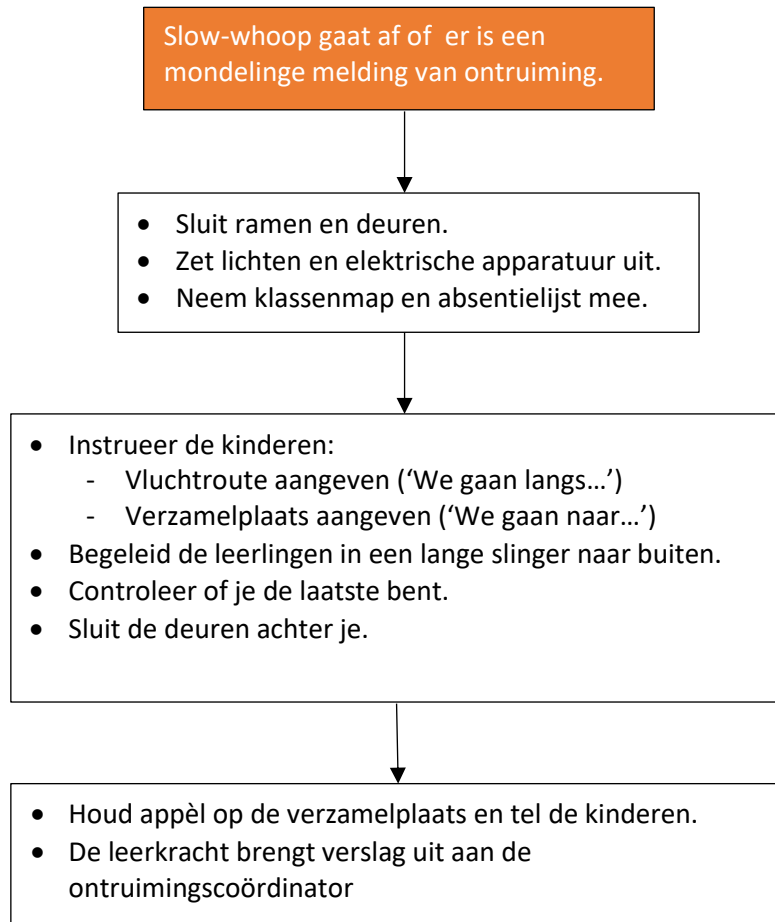 Slow-whoop gaat af of  er is een
mondelinge melding van ontruiming.
• Sluit ramen en deuren.
• Zet lichten en elektrische apparatuur uit.
• Neem klassenmap en absentielijst mee.
• Instrueer de kinderen:
- Vluchtroute aangeven (‘We gaan langs…’)
- Verzamelplaats aangeven (‘We gaan naar…’)
• Begeleid de leerlingen in een lange slinger naar buiten.
• Controleer of je de laatste bent.
• Sluit de deuren achter je.
• Houd appèl op de verzamelplaats en tel de kinderen.
• De leerkracht brengt verslag uit aan de
ontruimingscoördinator